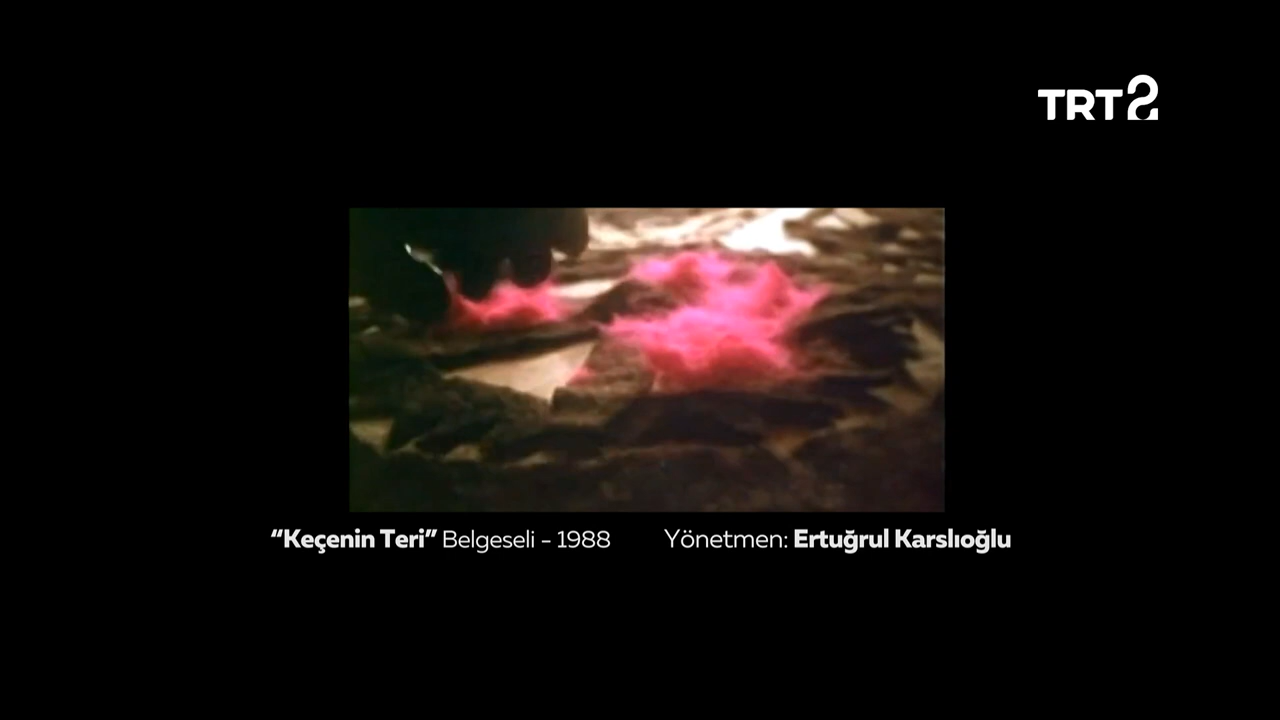 TRT2
“Keçenin Teri” Belgeseli - 1988 Yönetmen: Ertuğrul Karslıoğlu